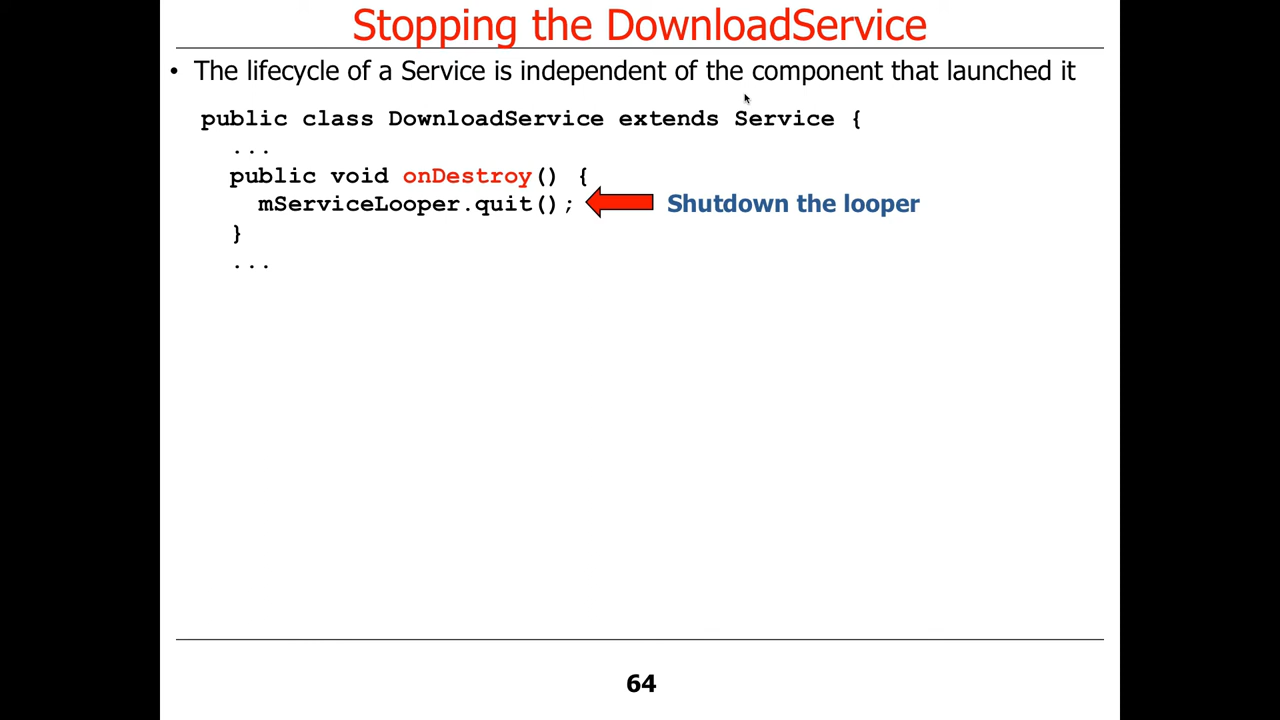 Stopping the DownloadService
• The lifecycle of a Service is independent of the component that launched it
public class DownloadService extends Service {
...
public void onDestroy() {
mServiceLooper.quit(); Shutdown the looper
}
...
64